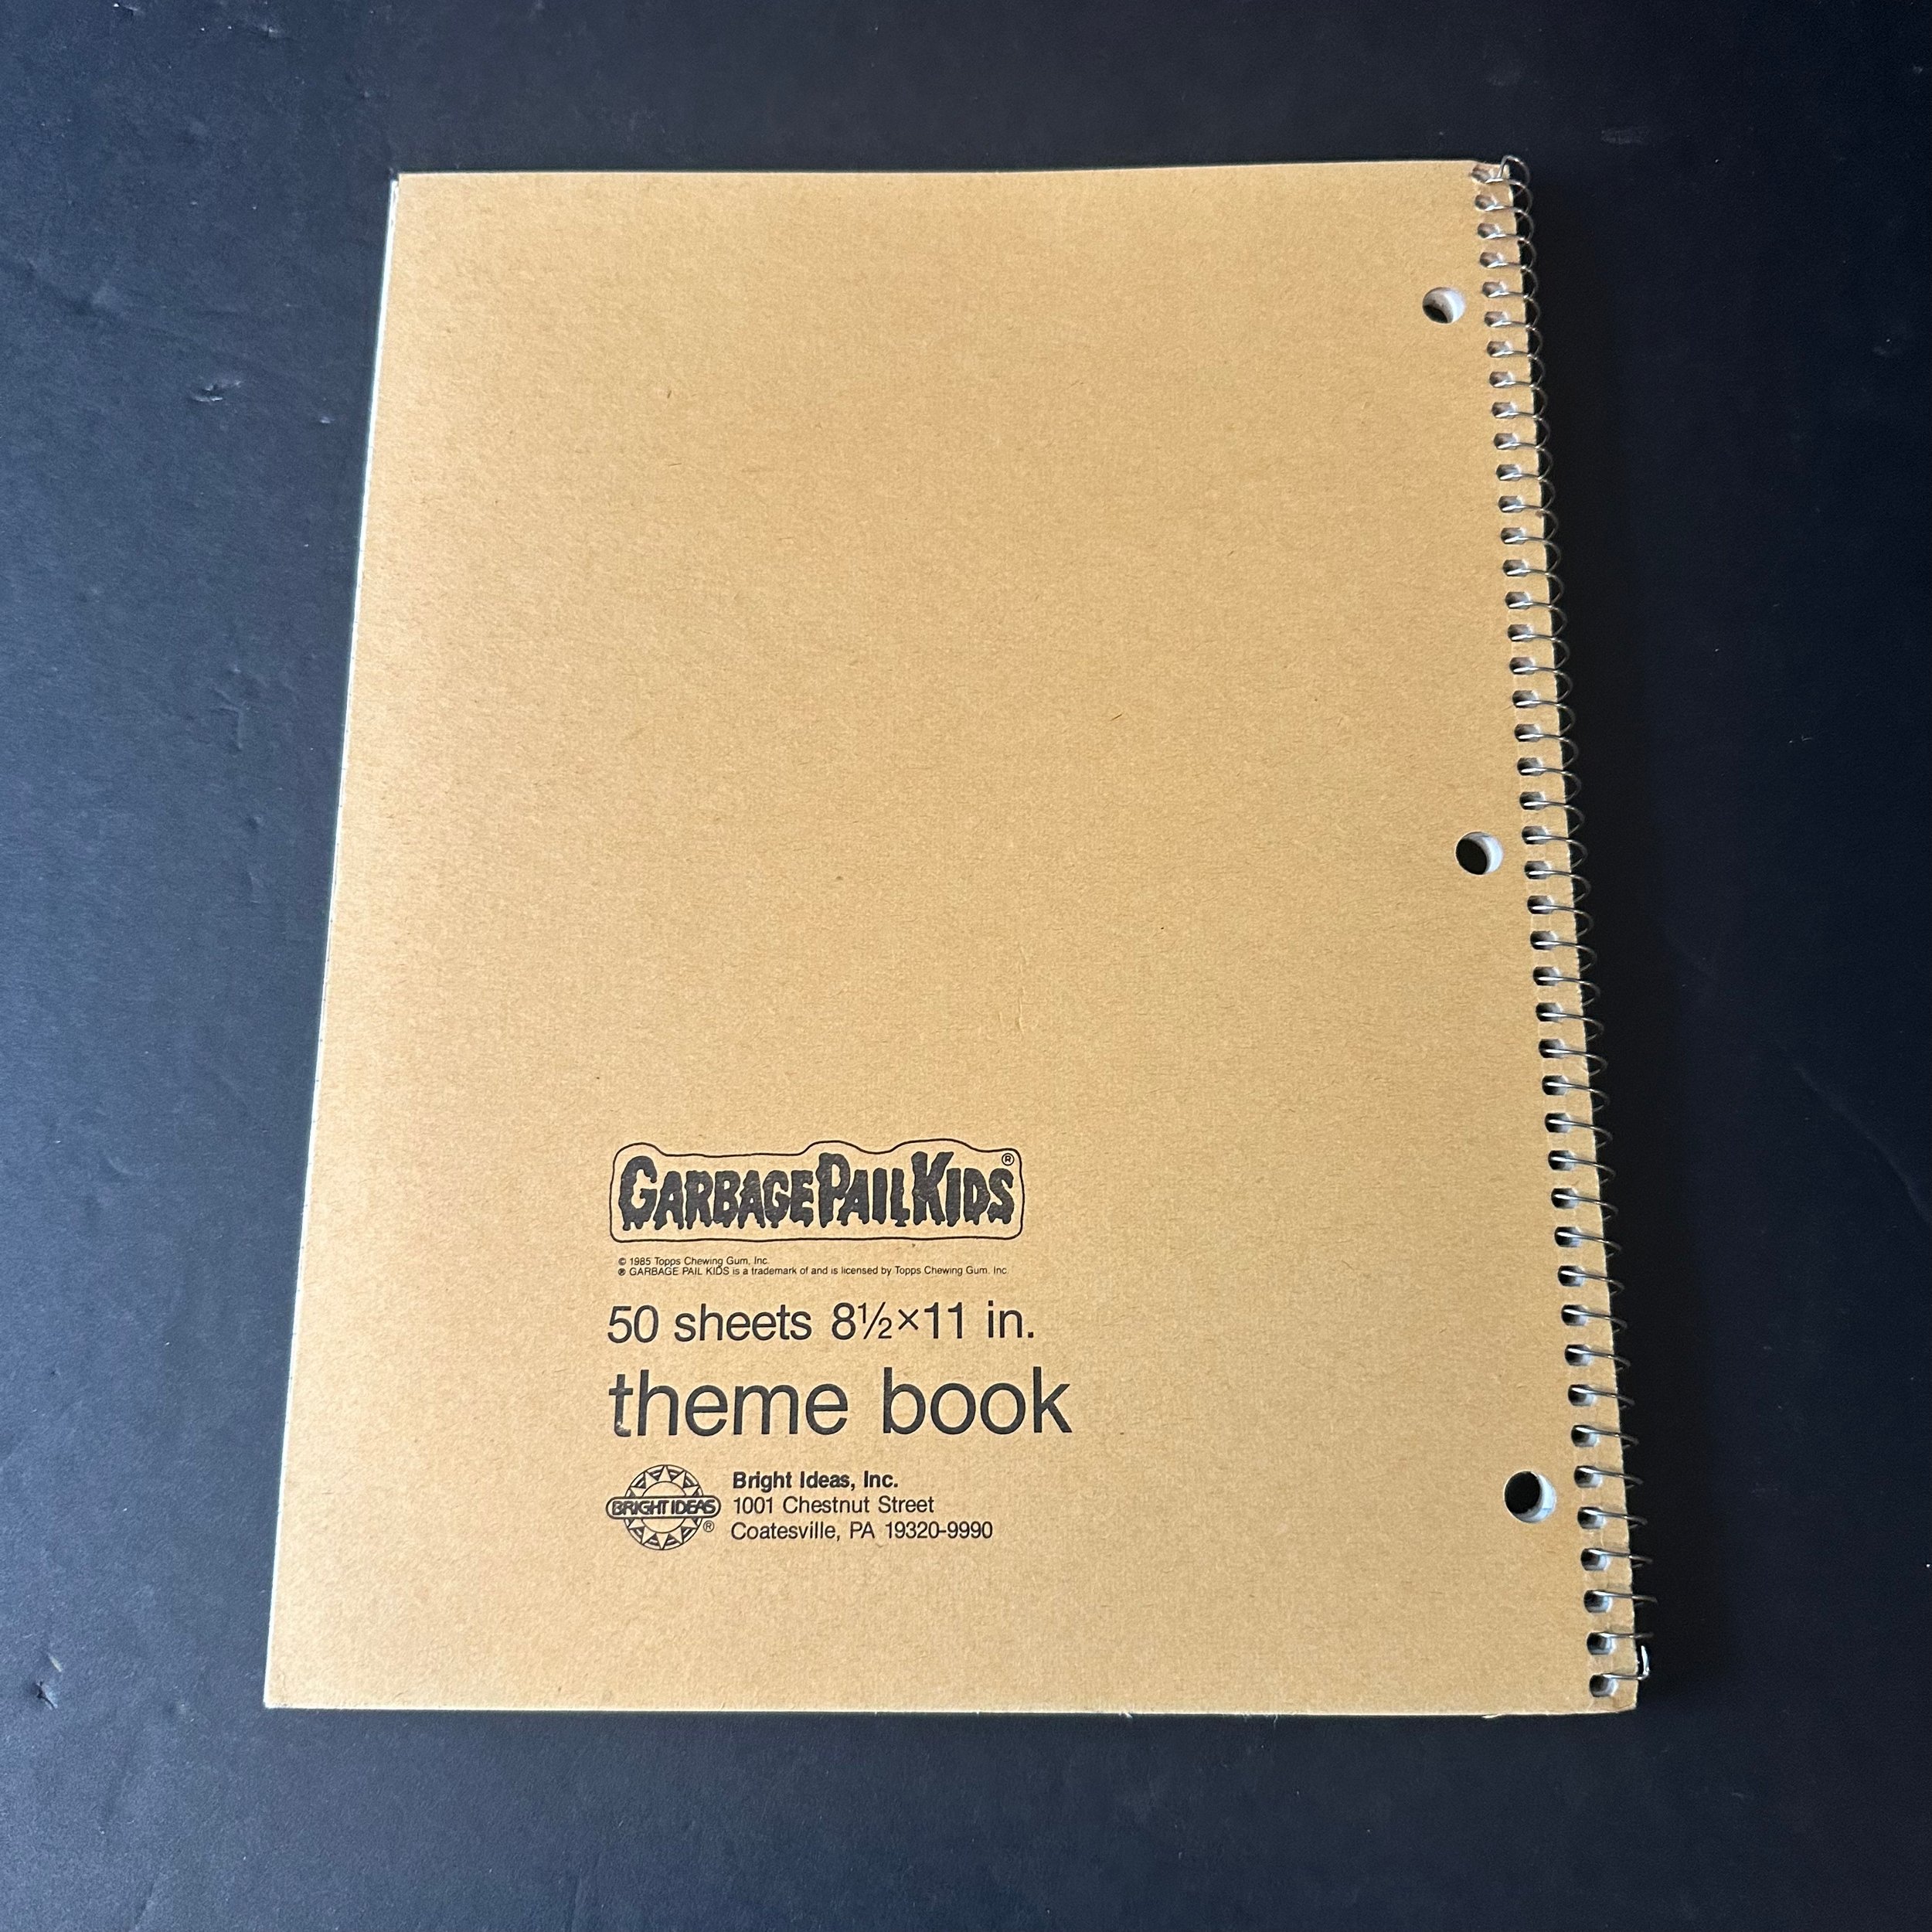 GARBAGE PAIL KIDS®
© 1985 Topps Chewing Gum, Inc.
® GARBAGE PAIL KIDS is a trademark of and is licensed by Topps Chewing Gum. Inc
50 sheets 8½×11 in.
theme book
BRIGHT IDEAS®
Bright Ideas, Inc.
1001 Chestnut Street
Coatesville, PA 19320-9990